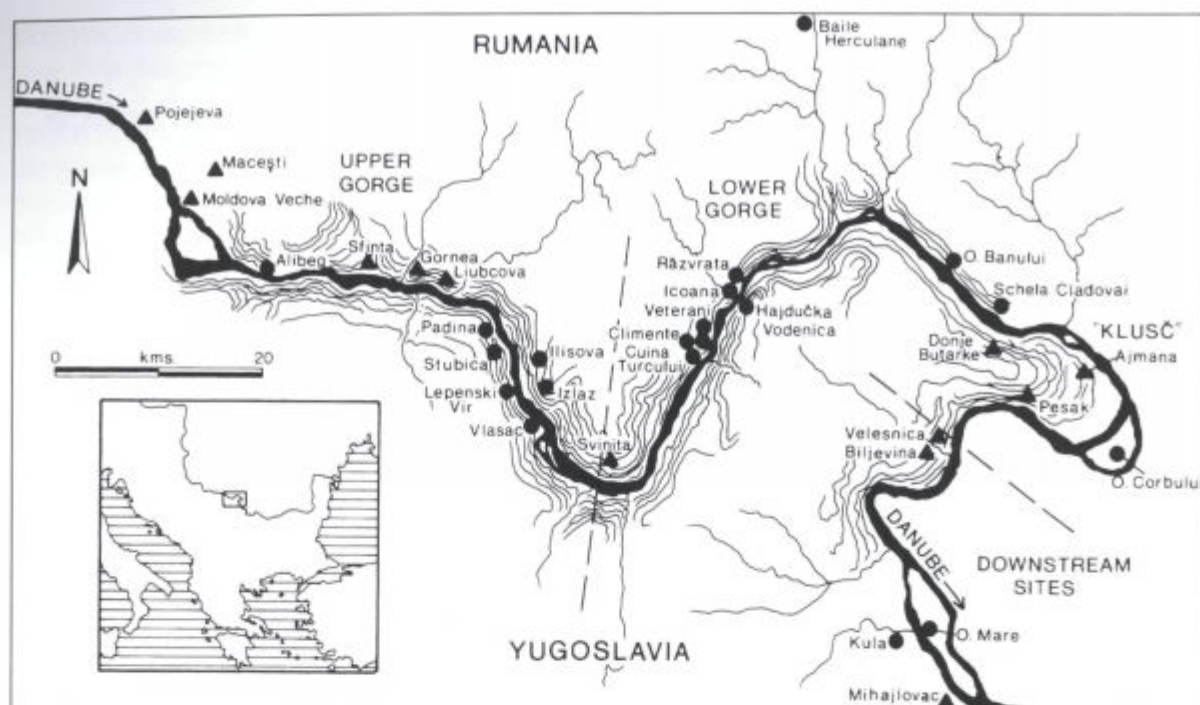 RUMANIA
Baile
Herculane
DANUBE
Pojejeva
Maceşti
Moldova Veche
N
UPPER
GORGE
LOWER
GORGE
Alibeg
Sfinta
Gornea
Liubcova
Răzvrata
Icoana
Veterani
Climente
Cuina
Turcului
Hajdučka
Vodenica
O. Banului
Schela Cladovai
"KLUSČ"
Donje
Butarke
Ajmana
Pesak
Padina
Stubica
Ilisova
Lepenski
Vir
Izlaz
Vlasac
Svinita
0 kms 20
Velesnica
Biljevina
O. Corbului
DANUBE
DOWNSTREAM
SITES
YUGOSLAVIA
Kula
O. Mare
Mihajlovac